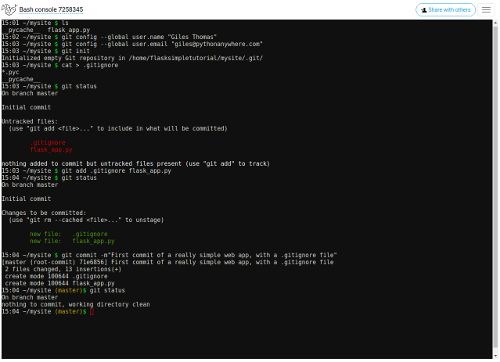 Bash console 7258345
Share with others
15:01 ~/mysite $ ls
__pycache__  flask_app.py
15:02 ~/mysite $ git config --global user.name "Giles Thomas"
15:03 ~/mysite $ git config --global user.email "giles@pythonanywhere.com"
15:03 ~/mysite $ git init
Initialized empty Git repository in /home/flasksimpletutorial/mysite/.git/
15:03 ~/mysite $ cat > .gitignore
*.pyc
__pycache__
15:03 ~/mysite $ git status
On branch master
Initial commit
Untracked files:
  (use "git add <file>..." to include in what will be committed)
        .gitignore
        flask_app.py
nothing added to commit but untracked files present (use "git add" to track)
15:03 ~/mysite $ git add .gitignore flask_app.py
15:04 ~/mysite $ git status
On branch master
Initial commit
Changes to be committed:
  (use "git rm --cached <file>..." to unstage)
        new file:   .gitignore
        new file:   flask_app.py
15:04 ~/mysite $ git commit -m"First commit of a really simple web app, with a .gitignore file"
[master (root-commit) 71e6856] First commit of a really simple web app, with a .gitignore file
 2 files changed, 13 insertions(+)
 create mode 100644 .gitignore
 create mode 100644 flask_app.py
15:04 ~/mysite (master)$ git status
On branch master
nothing to commit, working directory clean
15:04 ~/mysite (master)$